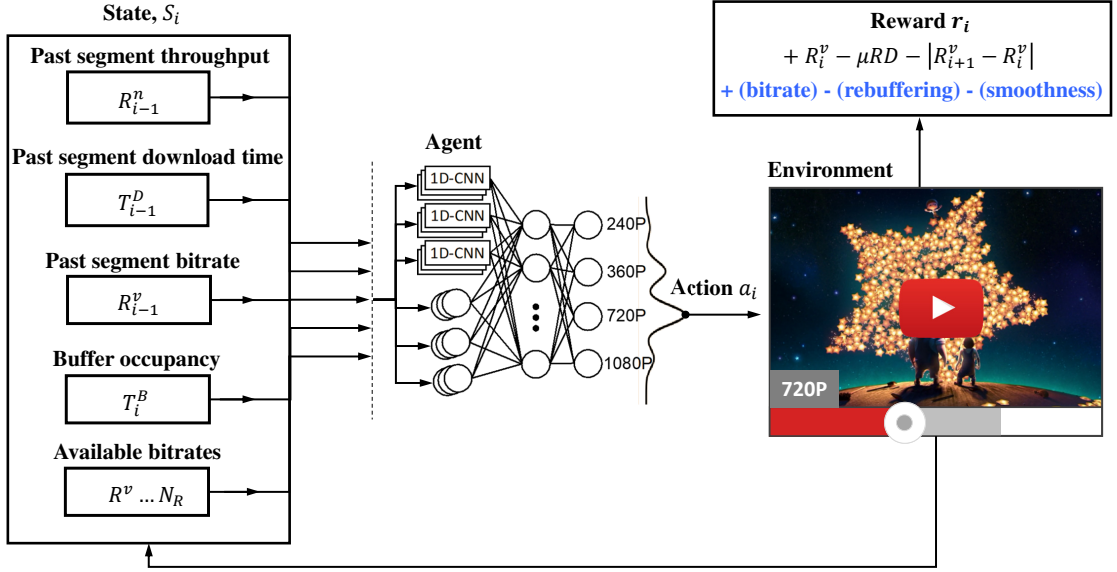 State, S_i
Past segment throughput
R^n_{i-1}
Past segment download time
T^D_{i-1}
Past segment bitrate
R^v_{i-1}
Buffer occupancy
T^B_i
Available bitrates
R^v … N_R
Agent
1D-CNN
1D-CNN
1D-CNN
240P
360P
720P
1080P
Action a_i
Reward r_i
+ R^v_i − μRD − |R^v_{i+1} − R^v_i|
+ (bitrate) - (rebuffering) - (smoothness)
Environment
720P